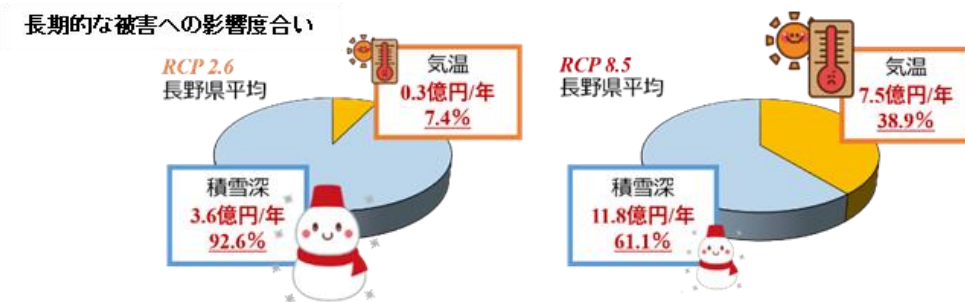 長期的な被害への影響度合い
RCP 2.6
長野県平均
気温
0.3億円/年
7.4%
積雪深
3.6億円/年
92.6%
RCP 8.5
長野県平均
気温
7.5億円/年
38.9%
積雪深
11.8億円/年
61.1%